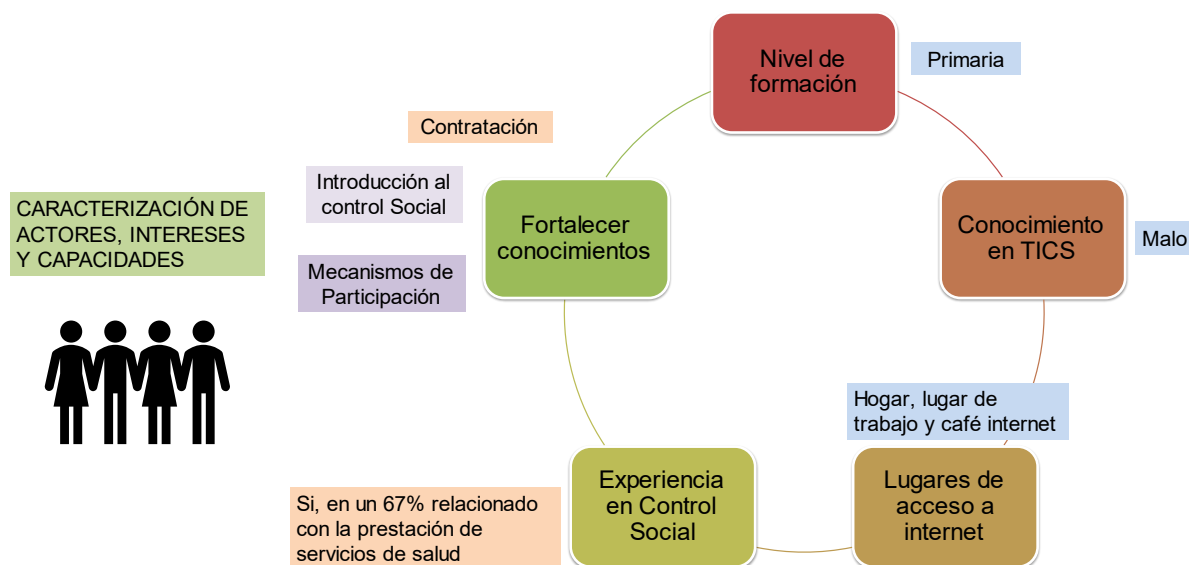 CARACTERIZACIÓN DE
ACTORES, INTERESES
Y CAPACIDADES
Nivel de
formación
Primaria
Conocimiento
en TICS
Malo
Hogar, lugar de
trabajo y café internet
Lugares de
acceso a
internet
Experiencia
en Control
Social
Si, en un 67% relacionado
con la prestación de
servicios de salud
Fortalecer
conocimientos
Contratación
Introducción al
control Social
Mecanismos de
Participación